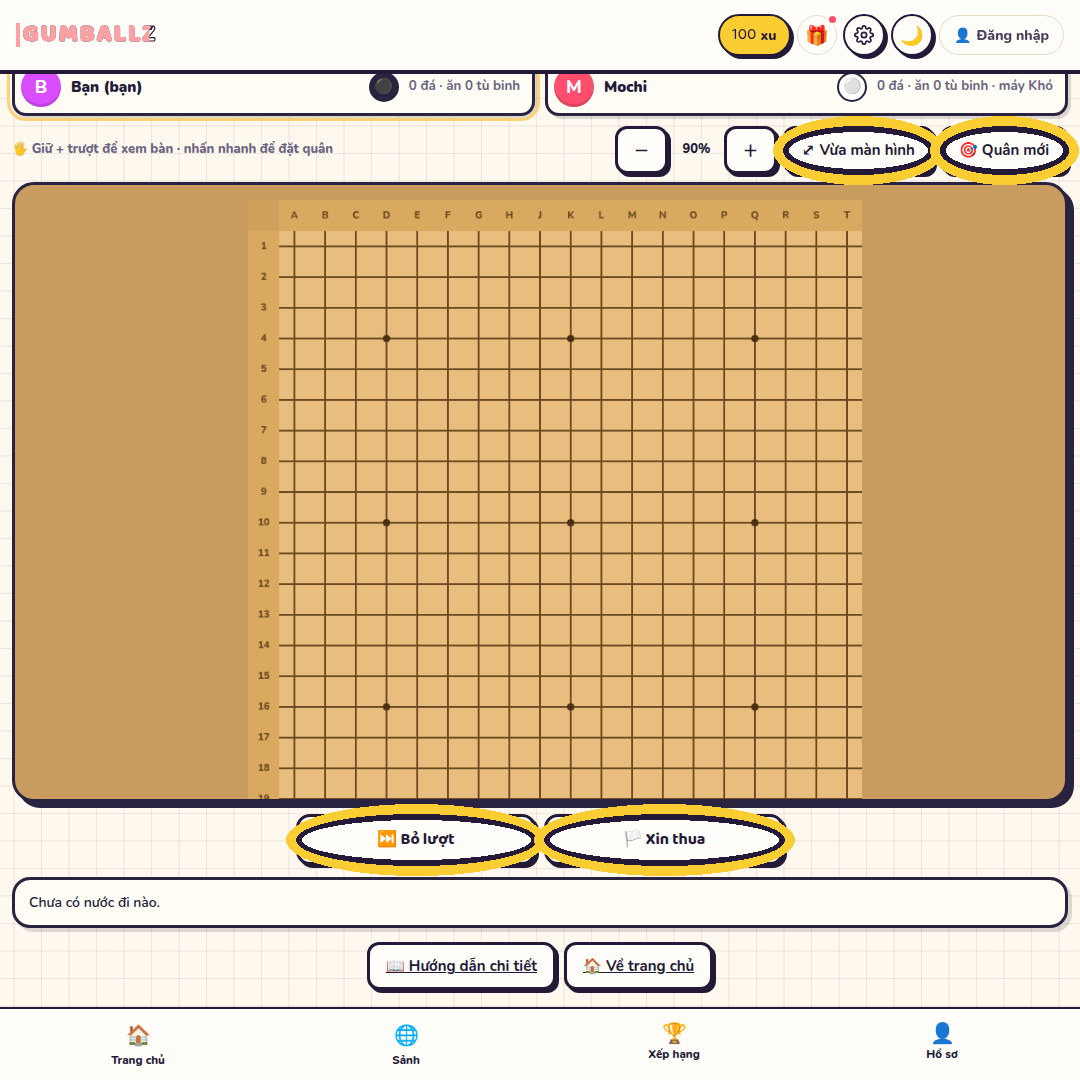 GUMBALLZ
100 xu
Đăng nhập
B Bạn (bạn) 0 đá · ăn 0 tù binh
M Mochi 0 đá · ăn 0 tù binh · máy Khó
Giữ + trượt để xem bàn · nhấn nhanh để đặt quân
− 90% +
Vừa màn hình
Quân mới
A B C D E F G H J K L M N O P Q R S T
1
2
3
4
5
6
7
8
9
10
11
12
13
14
15
16
17
18
19
Bỏ lượt
Xin thua
Chưa có nước đi nào.
Hướng dẫn chi tiết
Về trang chủ
Trang chủ
Sảnh
Xếp hạng
Hồ sơ